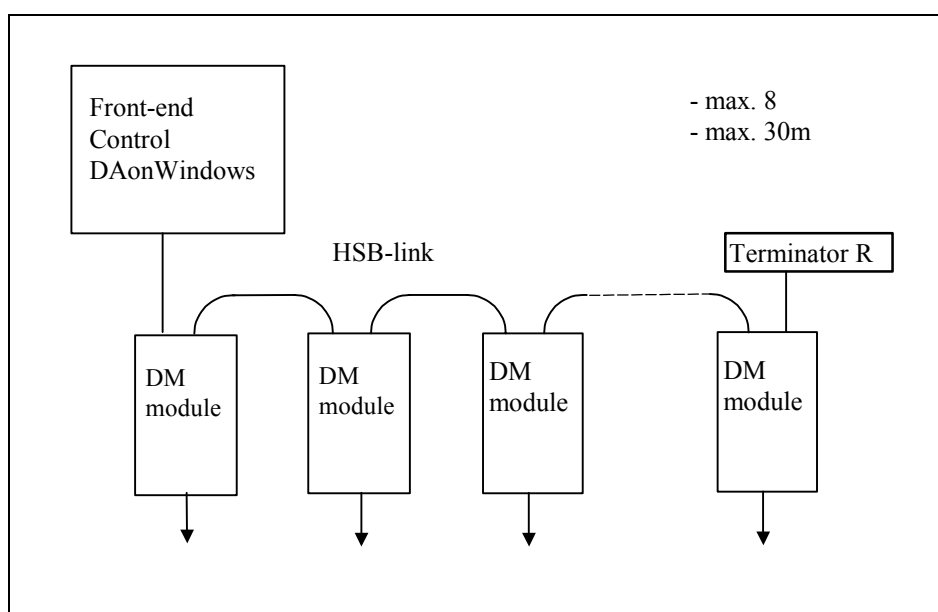 Front-end
Control
DAonWindows
- max. 8
- max. 30m
HSB-link
Terminator R
DM
module
DM
module
DM
module
DM
module